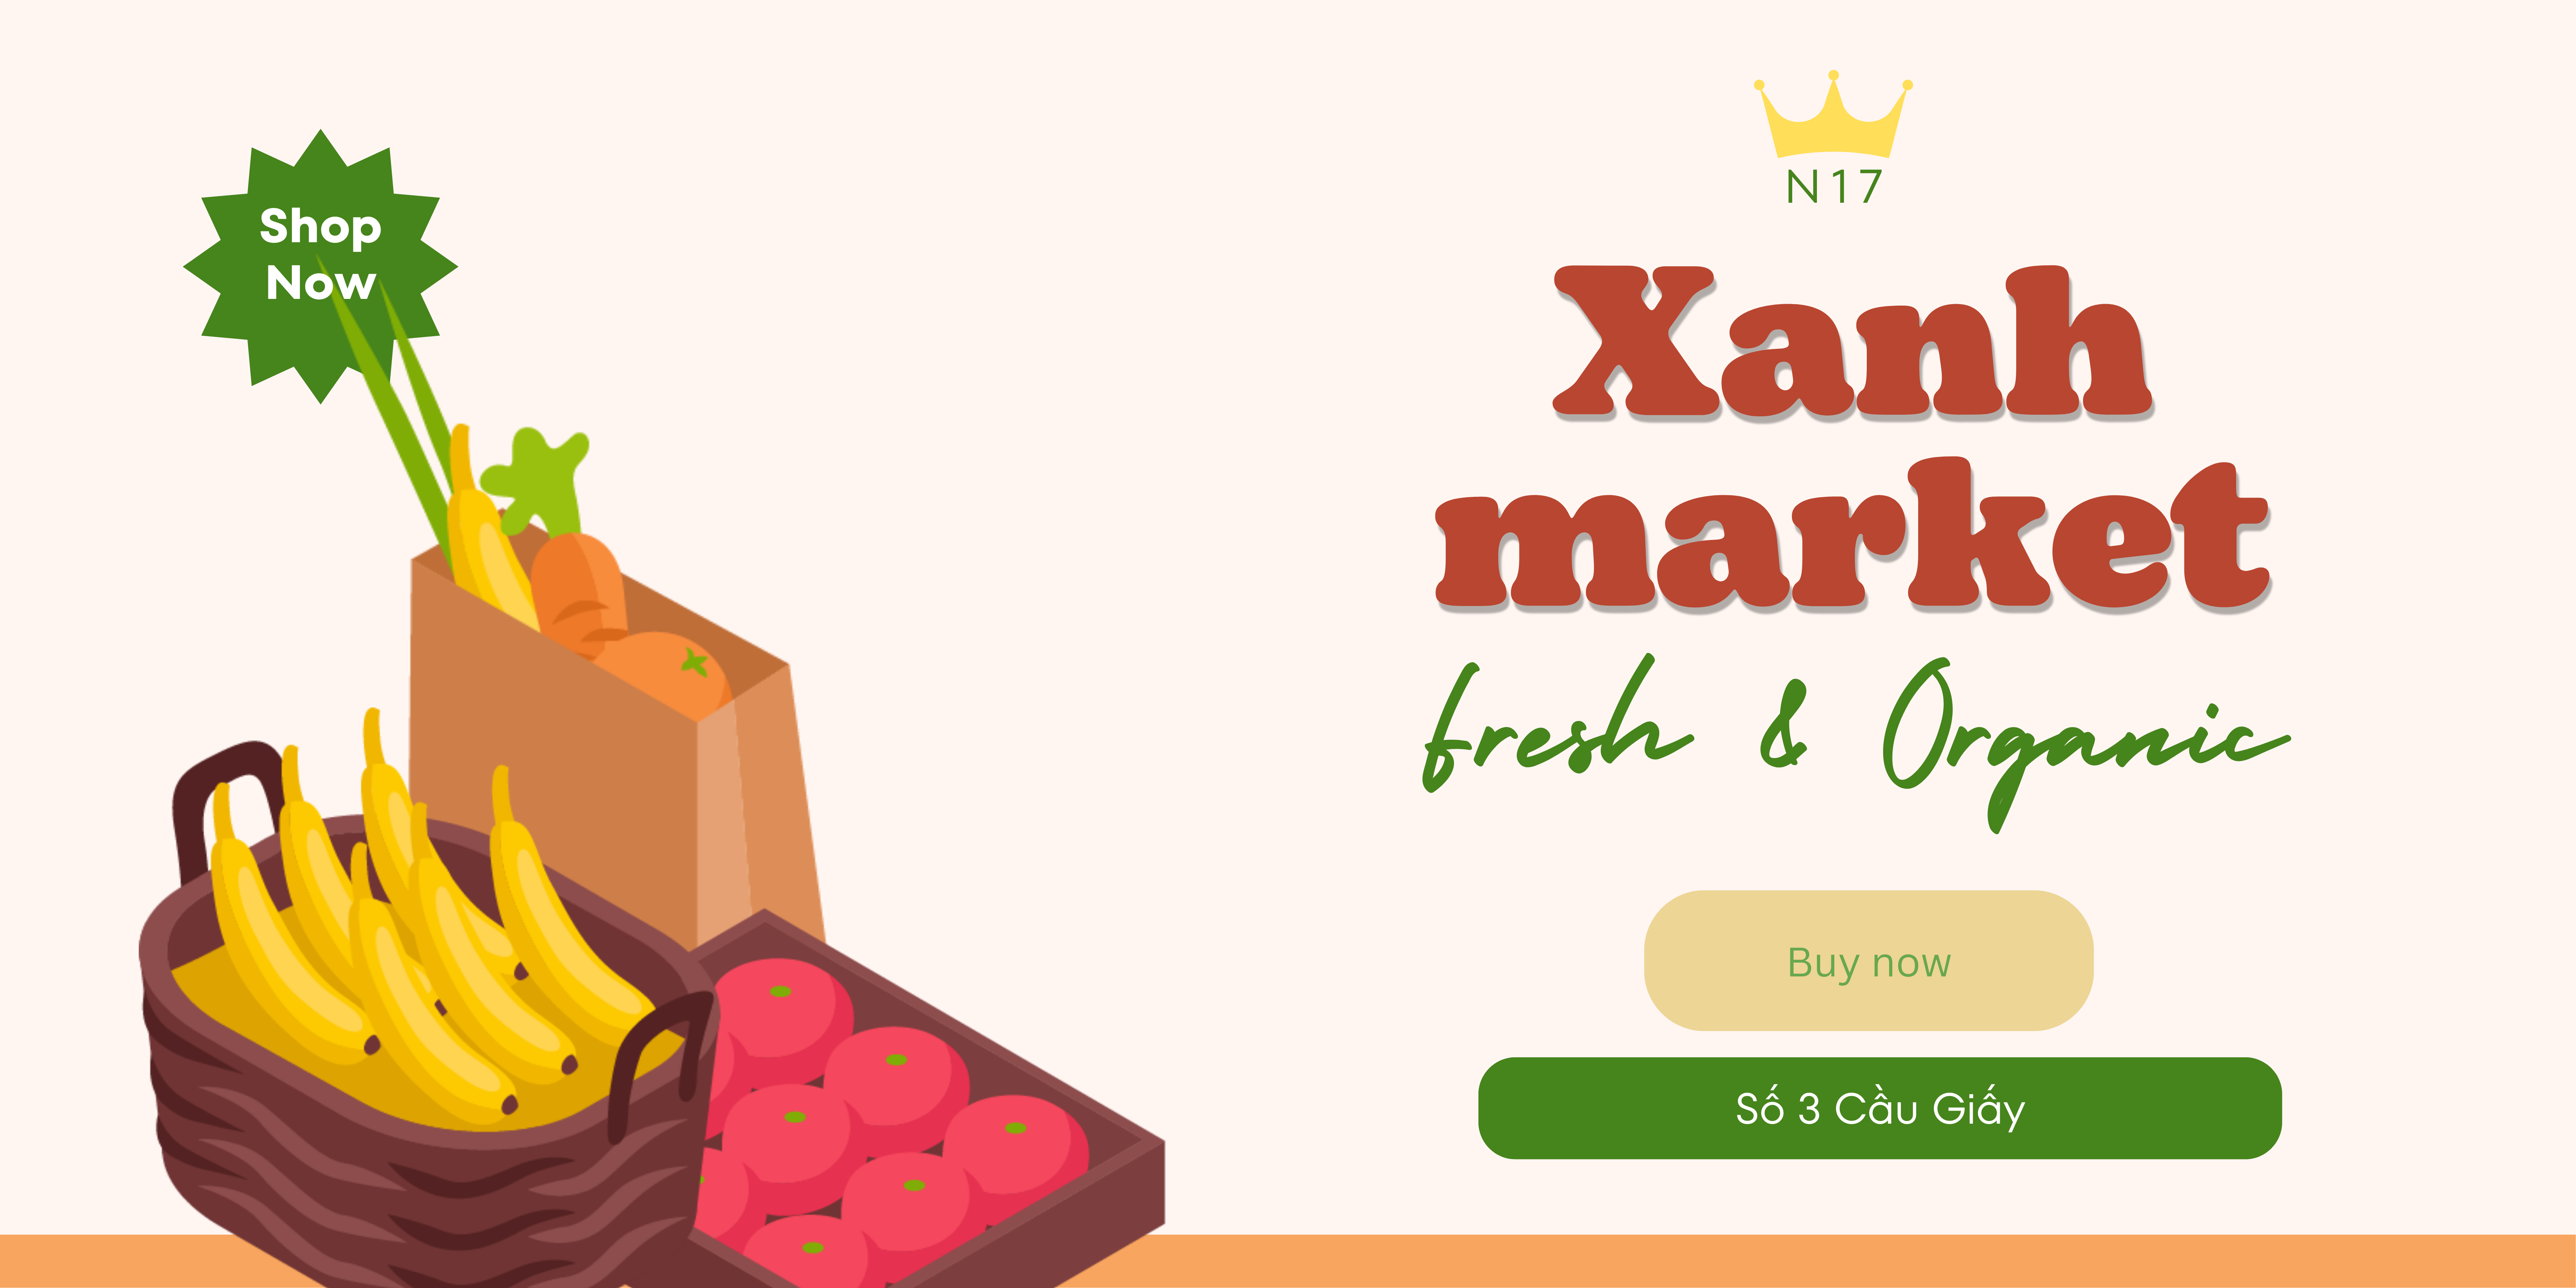 Shop
Now
N17
Xanh
market
fresh & Organic
Buy now
Số 3 Cầu Giấy